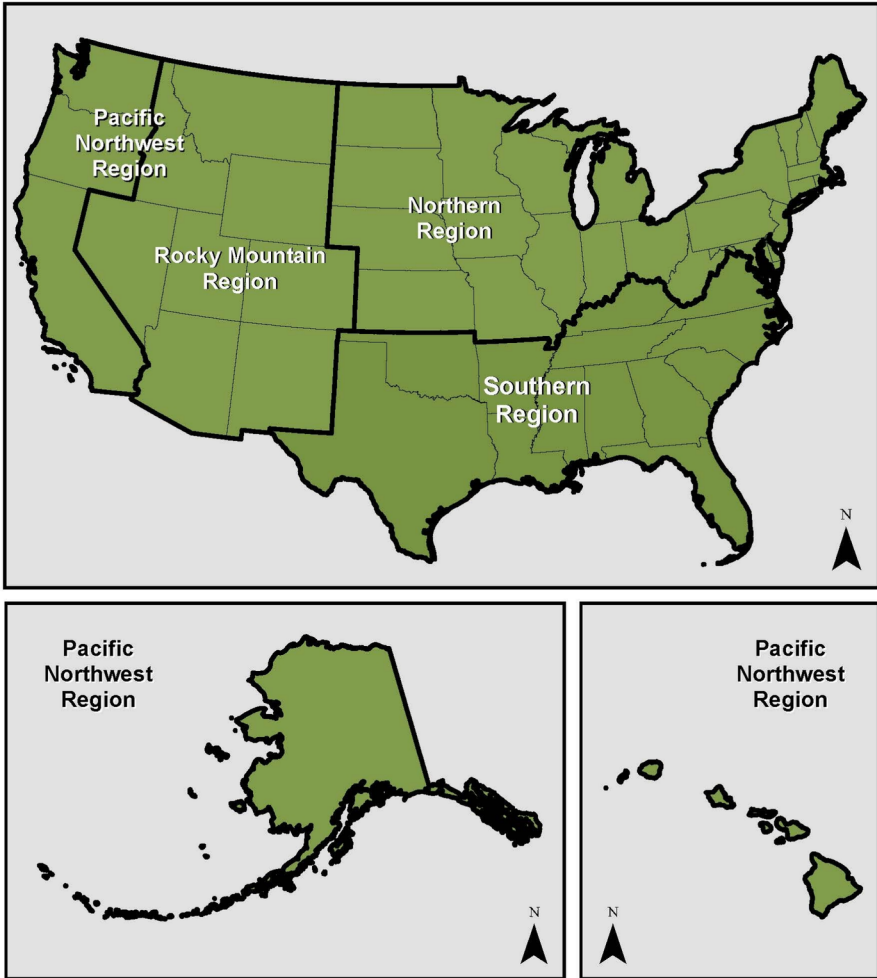 Pacific
Northwest
Region
Northern
Region
Rocky Mountain
Region
Southern
Region
N
Pacific
Northwest
Region
N
Pacific
Northwest
Region
N